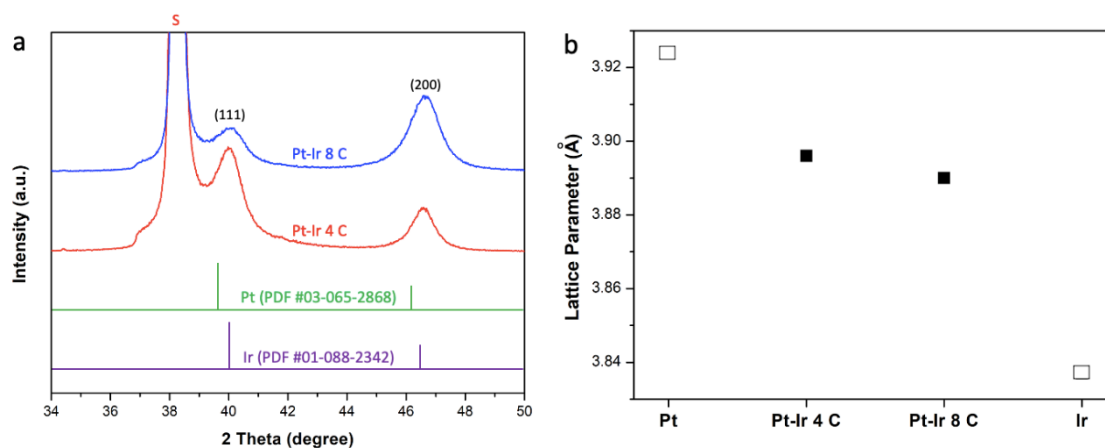 a
S
(111)
(200)
Pt-Ir 8 C
Pt-Ir 4 C
Pt (PDF #03-065-2868)
Ir (PDF #01-088-2342)
Intensity (a.u.)
34 36 38 40 42 44 46 48 50
2 Theta (degree)
b
3.92
3.90
3.88
3.86
3.84
Lattice Parameter (Å)
Pt Pt-Ir 4 C Pt-Ir 8 C Ir